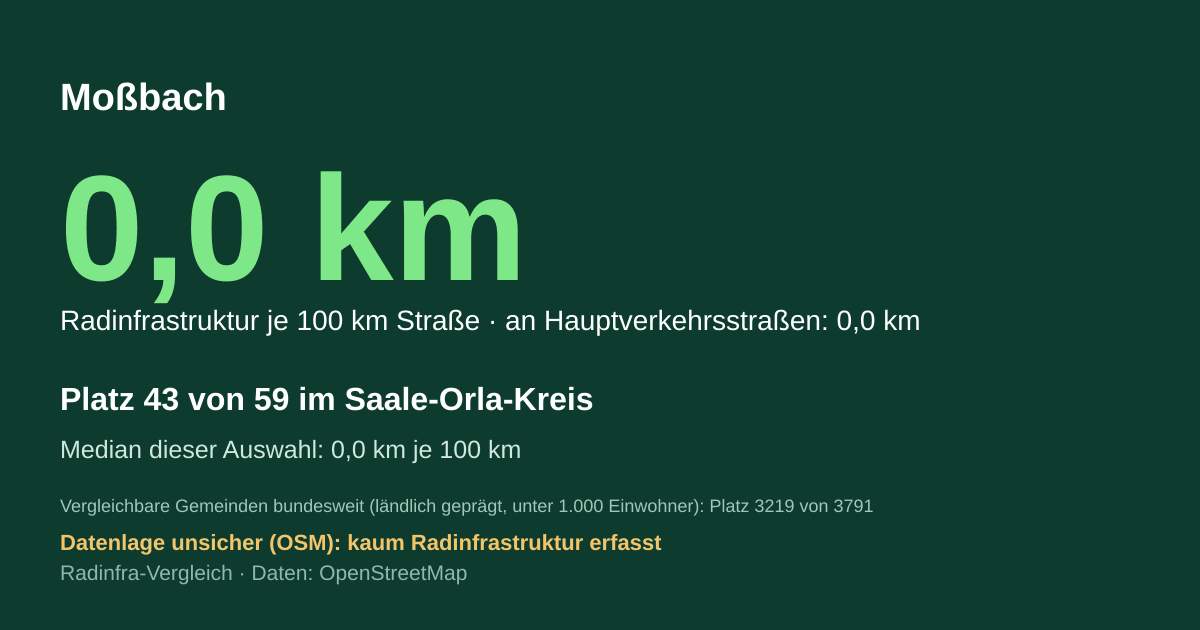 Moßbach
0,0 km
Radinfrastruktur je 100 km Straße · an Hauptverkehrsstraßen: 0,0 km
Platz 43 von 59 im Saale-Orla-Kreis
Median dieser Auswahl: 0,0 km je 100 km
Vergleichbare Gemeinden bundesweit (ländlich geprägt, unter 1.000 Einwohner): Platz 3219 von 3791
Datenlage unsicher (OSM): kaum Radinfrastruktur erfasst
Radinfra-Vergleich · Daten: OpenStreetMap